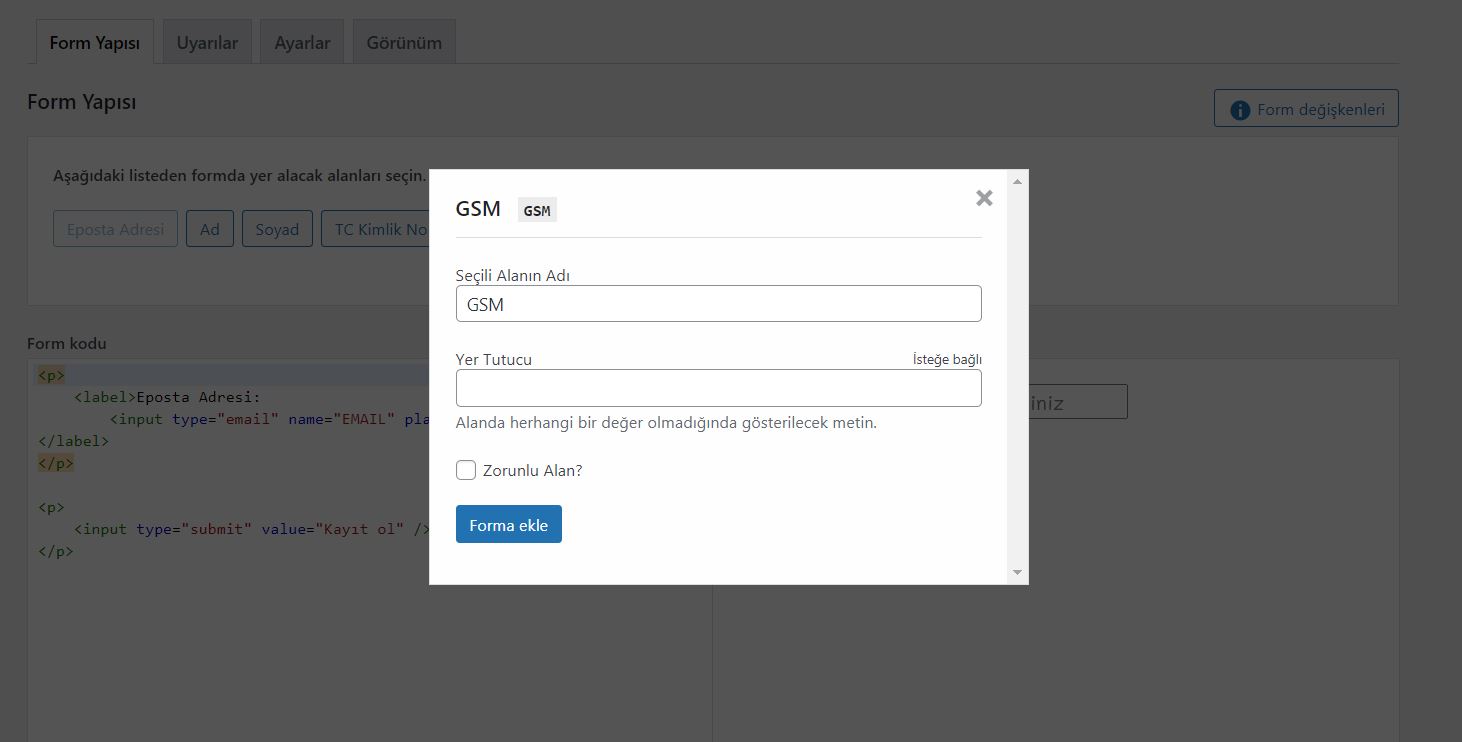 Form Yapısı
Uyarılar
Ayarlar
Görünüm
Form Yapısı
Form değişkenleri
Aşağıdaki listeden formda yer alacak alanları seçin.
Eposta Adresi
Ad
Soyad
TC Kimlik No
Form kodu
<p>
<label>Eposta Adresi:
<input type="email" name="EMAIL" pla
</label>
</p>
<p>
<input type="submit" value="Kayıt ol" />
</p>
iniz
GSM GSM
Seçili Alanın Adı
GSM
Yer Tutucu
İsteğe bağlı
Alanda herhangi bir değer olmadığında gösterilecek metin.
Zorunlu Alan?
Forma ekle